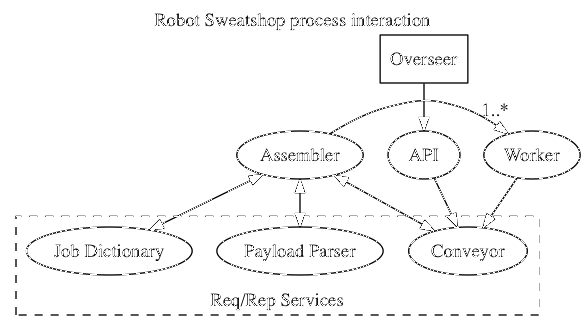 Robot Sweatshop process interaction
Overseer
1..*
Assembler
API
Worker
Job Dictionary
Payload Parser
Conveyor
Req/Rep Services